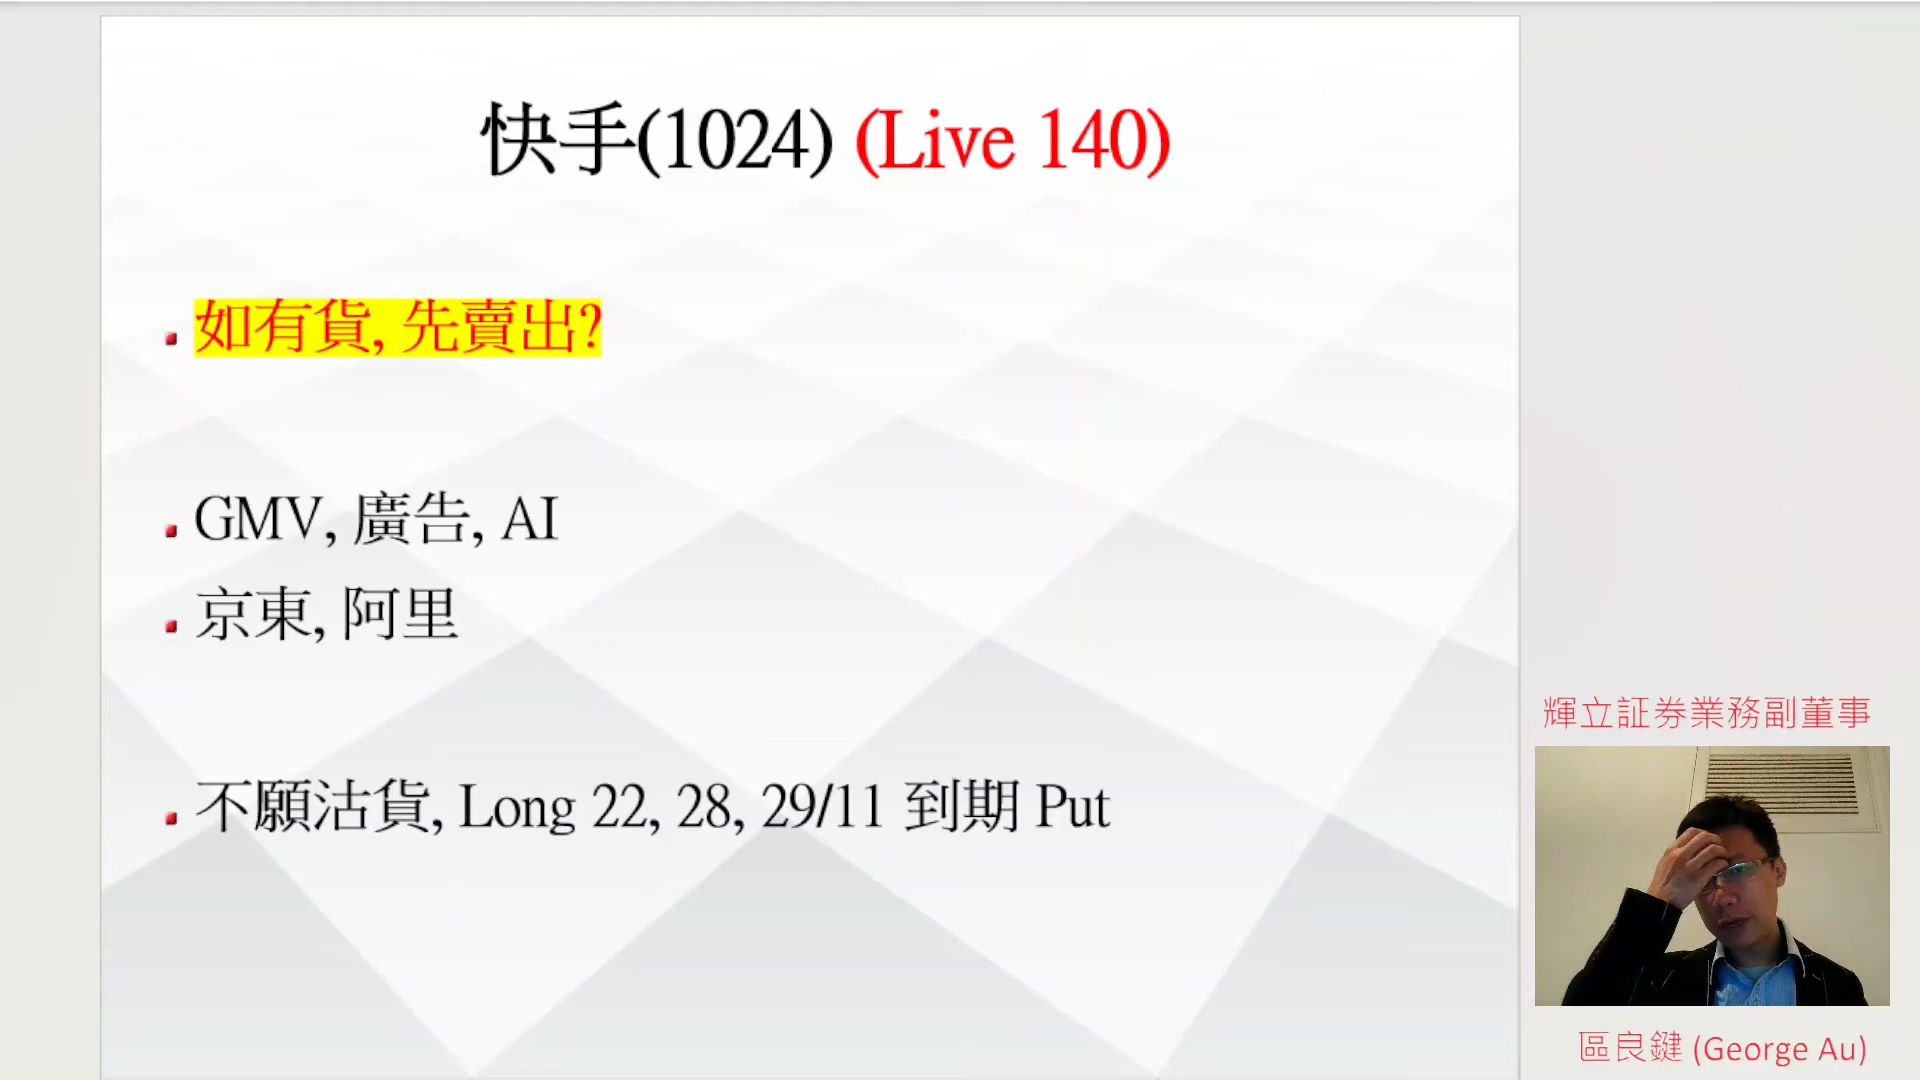 快手(1024) (Live 140)
如有貨, 先賣出?
GMV, 廣告, AI
京東, 阿里
不願沽貨, Long 22, 28, 29/11 到期 Put
輝立証券業務副董事
區良鍵 (George Au)